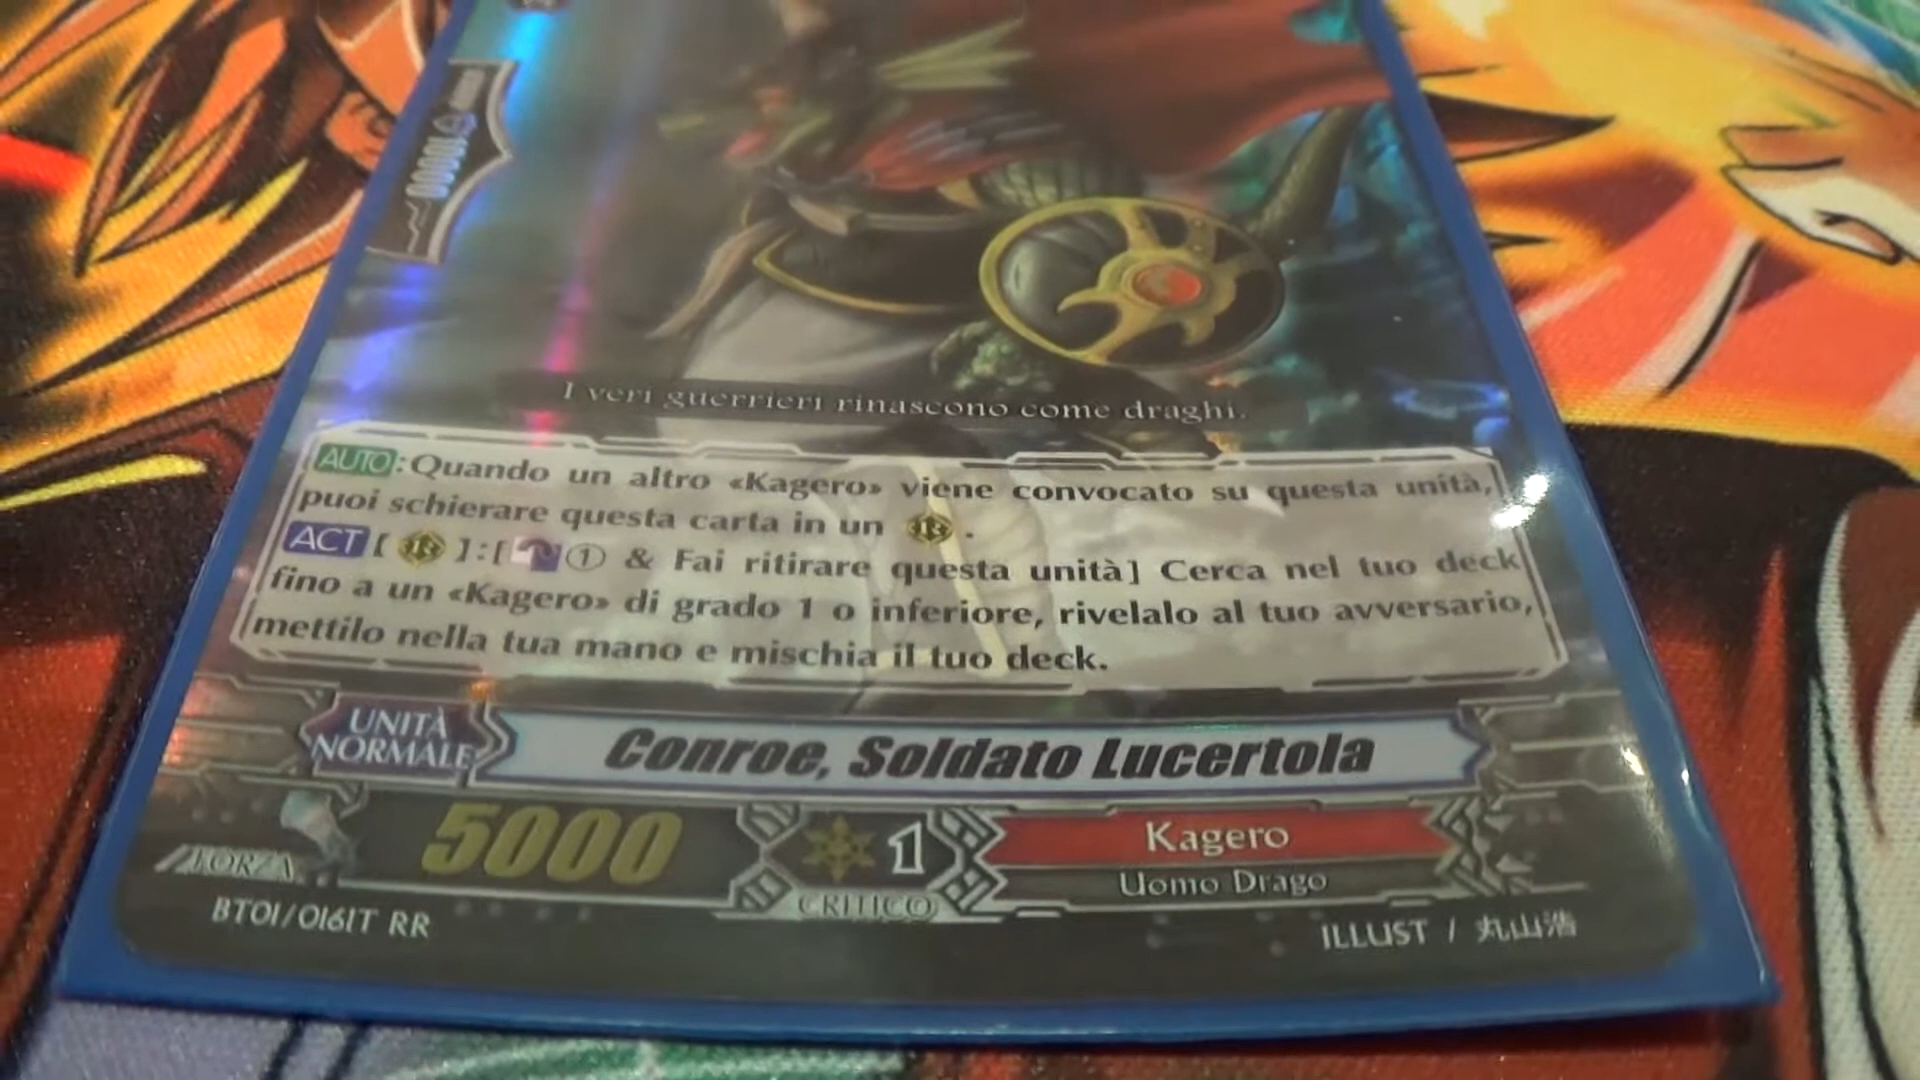 10000
I veri guerrieri rinascono come draghi.
AUTO:Quando un altro «Kagero» viene convocato su questa unità,
puoi schierare questa carta in un R .
ACT [ R ]:[ ① & Fai ritirare questa unità] Cerca nel tuo deck
fino a un «Kagero» di grado 1 o inferiore, rivelalo al tuo avversario,
mettilo nella tua mano e mischia il tuo deck.
UNITÀ
NORMALE
Conroe, Soldato Lucertola
FORZA
5000
1
CRITICO
Kagero
Uomo Drago
BT01/016IT RR
ILLUST / 丸山浩